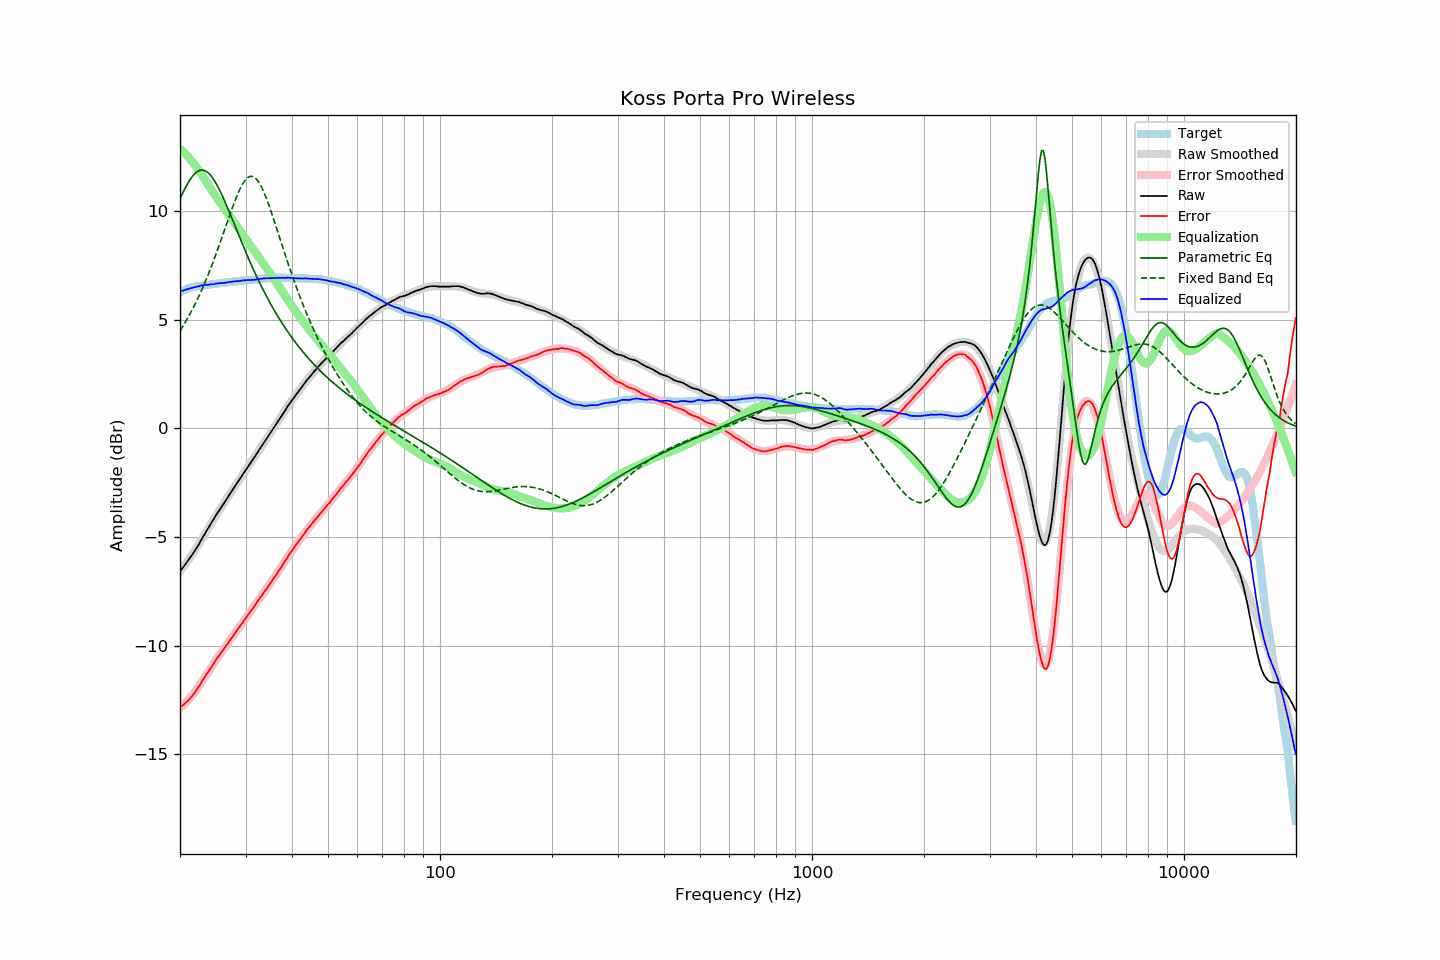 Koss Porta Pro Wireless
Target
Raw Smoothed
Error Smoothed
Raw
Error
Equalization
Parametric Eq
Fixed Band Eq
Equalized
10
5
0
−5
−10
−15
Amplitude (dBr)
100
1000
10000
Frequency (Hz)